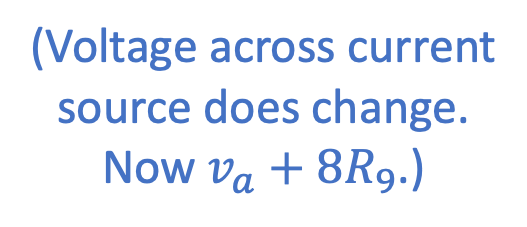 (Voltage across current
source does change.
Now 𝑣ₐ + 8𝑅₉.)